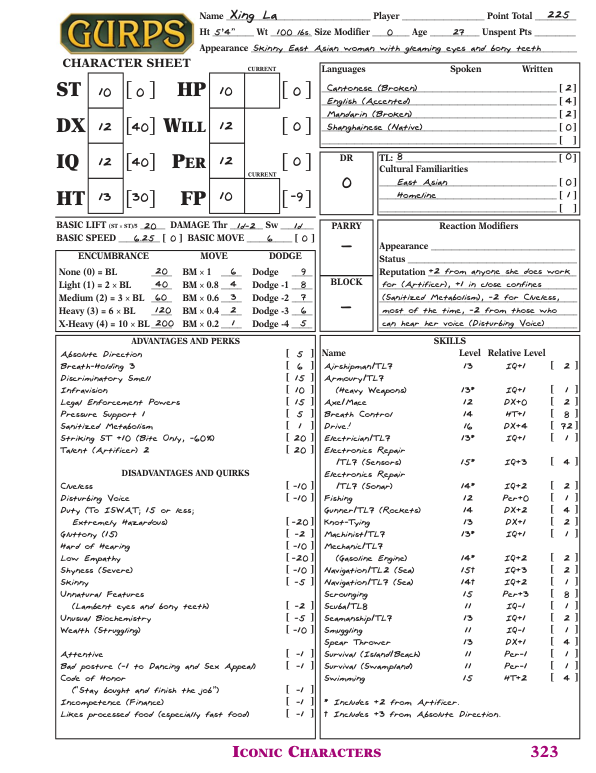 GURPS
CHARACTER SHEET
Name Xing La Player Point Total 225
Ht 5'4" Wt 100 lbs. Size Modifier 0 Age 27 Unspent Pts
Appearance Skinny East Asian woman with gleaming eyes and bony teeth
CURRENT
ST 10 [ 0 ] HP 10 [ 0 ]
DX 12 [ 40 ] WILL 12 [ 0 ]
IQ 12 [ 40 ] PER 12 [ 0 ]
CURRENT
HT 13 [ 30 ] FP 10 [ -9 ]
Languages Spoken Written
Cantonese (Broken) [ 2 ]
English (Accented) [ 4 ]
Mandarin (Broken) [ 2 ]
Shanghainese (Native) [ 0 ]
[ ]
DR
0
TL: 8 [ 0 ]
Cultural Familiarities
East Asian [ 0 ]
Homeline [ 1 ]
[ ]
BASIC LIFT (ST x ST)/5 20 DAMAGE Thr 1d-2 Sw 1d
BASIC SPEED 6.25 [ 0 ] BASIC MOVE 6 [ 0 ]
ENCUMBRANCE MOVE DODGE
None (0) = BL 20 BM × 1 6 Dodge 9
Light (1) = 2 × BL 40 BM × 0.8 4 Dodge -1 8
Medium (2) = 3 × BL 60 BM × 0.6 3 Dodge -2 7
Heavy (3) = 6 × BL 120 BM × 0.4 2 Dodge -3 6
X-Heavy (4) = 10 × BL 200 BM × 0.2 1 Dodge -4 5
PARRY
–
BLOCK
–
Reaction Modifiers
Appearance
Status
Reputation +2 from anyone she does work
for (Artificer), +1 in close confines
(Sanitized Metabolism), -2 for Clueless,
most of the time, -2 from those who
can hear her voice (Disturbing Voice)
ADVANTAGES AND PERKS
Absolute Direction [ 5 ]
Breath-Holding 3 [ 6 ]
Discriminatory Smell [ 15 ]
Infravision [ 10 ]
Legal Enforcement Powers [ 15 ]
Pressure Support 1 [ 5 ]
Sanitized Metabolism [ 1 ]
Striking ST +10 (Bite Only, -60%) [ 20 ]
Talent (Artificer) 2 [ 20 ]
DISADVANTAGES AND QUIRKS
Clueless [ -10 ]
Disturbing Voice [ -10 ]
Duty (To ISWAT; 15 or less;
Extremely Hazardous) [ -20 ]
Gluttony (15) [ -2 ]
Hard of Hearing [ -10 ]
Low Empathy [ -20 ]
Shyness (Severe) [ -10 ]
Skinny [ -5 ]
Unnatural Features
(Lambent eyes and bony teeth) [ -2 ]
Unusual Biochemistry [ -5 ]
Wealth (Struggling) [ -10 ]
Attentive [ -1 ]
Bad posture (-1 to Dancing and Sex Appeal) [ -1 ]
Code of Honor
("Stay bought and finish the job") [ -1 ]
Incompetence (Finance) [ -1 ]
Likes processed food (especially fast food) [ -1 ]
SKILLS
Name Level Relative Level
Airshipman/TL7 13 IQ+1 [ 2 ]
Armoury/TL7
(Heavy Weapons) 13* IQ+1 [ 1 ]
Axe/Mace 12 DX+0 [ 2 ]
Breath Control 14 HT+1 [ 8 ]
Drive! 16 DX+4 [ 72 ]
Electrician/TL7 13* IQ+1 [ 1 ]
Electronics Repair
/TL7 (Sensors) 15* IQ+3 [ 4 ]
Electronics Repair
/TL7 (Sonar) 14* IQ+2 [ 2 ]
Fishing 12 Per+0 [ 1 ]
Gunner/TL7 (Rockets) 14 DX+2 [ 4 ]
Knot-Tying 13 DX+1 [ 2 ]
Machinist/TL7 13* IQ+1 [ 1 ]
Mechanic/TL7
(Gasoline Engine) 14* IQ+2 [ 2 ]
Navigation/TL2 (Sea) 15† IQ+3 [ 2 ]
Navigation/TL7 (Sea) 14† IQ+2 [ 1 ]
Scrounging 15 Per+3 [ 8 ]
Scuba/TL8 11 IQ-1 [ 1 ]
Seamanship/TL7 13 IQ+1 [ 2 ]
Smuggling 11 IQ-1 [ 1 ]
Spear Thrower 13 DX+1 [ 4 ]
Survival (Island/Beach) 11 Per-1 [ 1 ]
Survival (Swampland) 11 Per-1 [ 1 ]
Swimming 15 HT+2 [ 4 ]
* Includes +2 from Artificer.
† Includes +3 from Absolute Direction.
ICONIC CHARACTERS 323